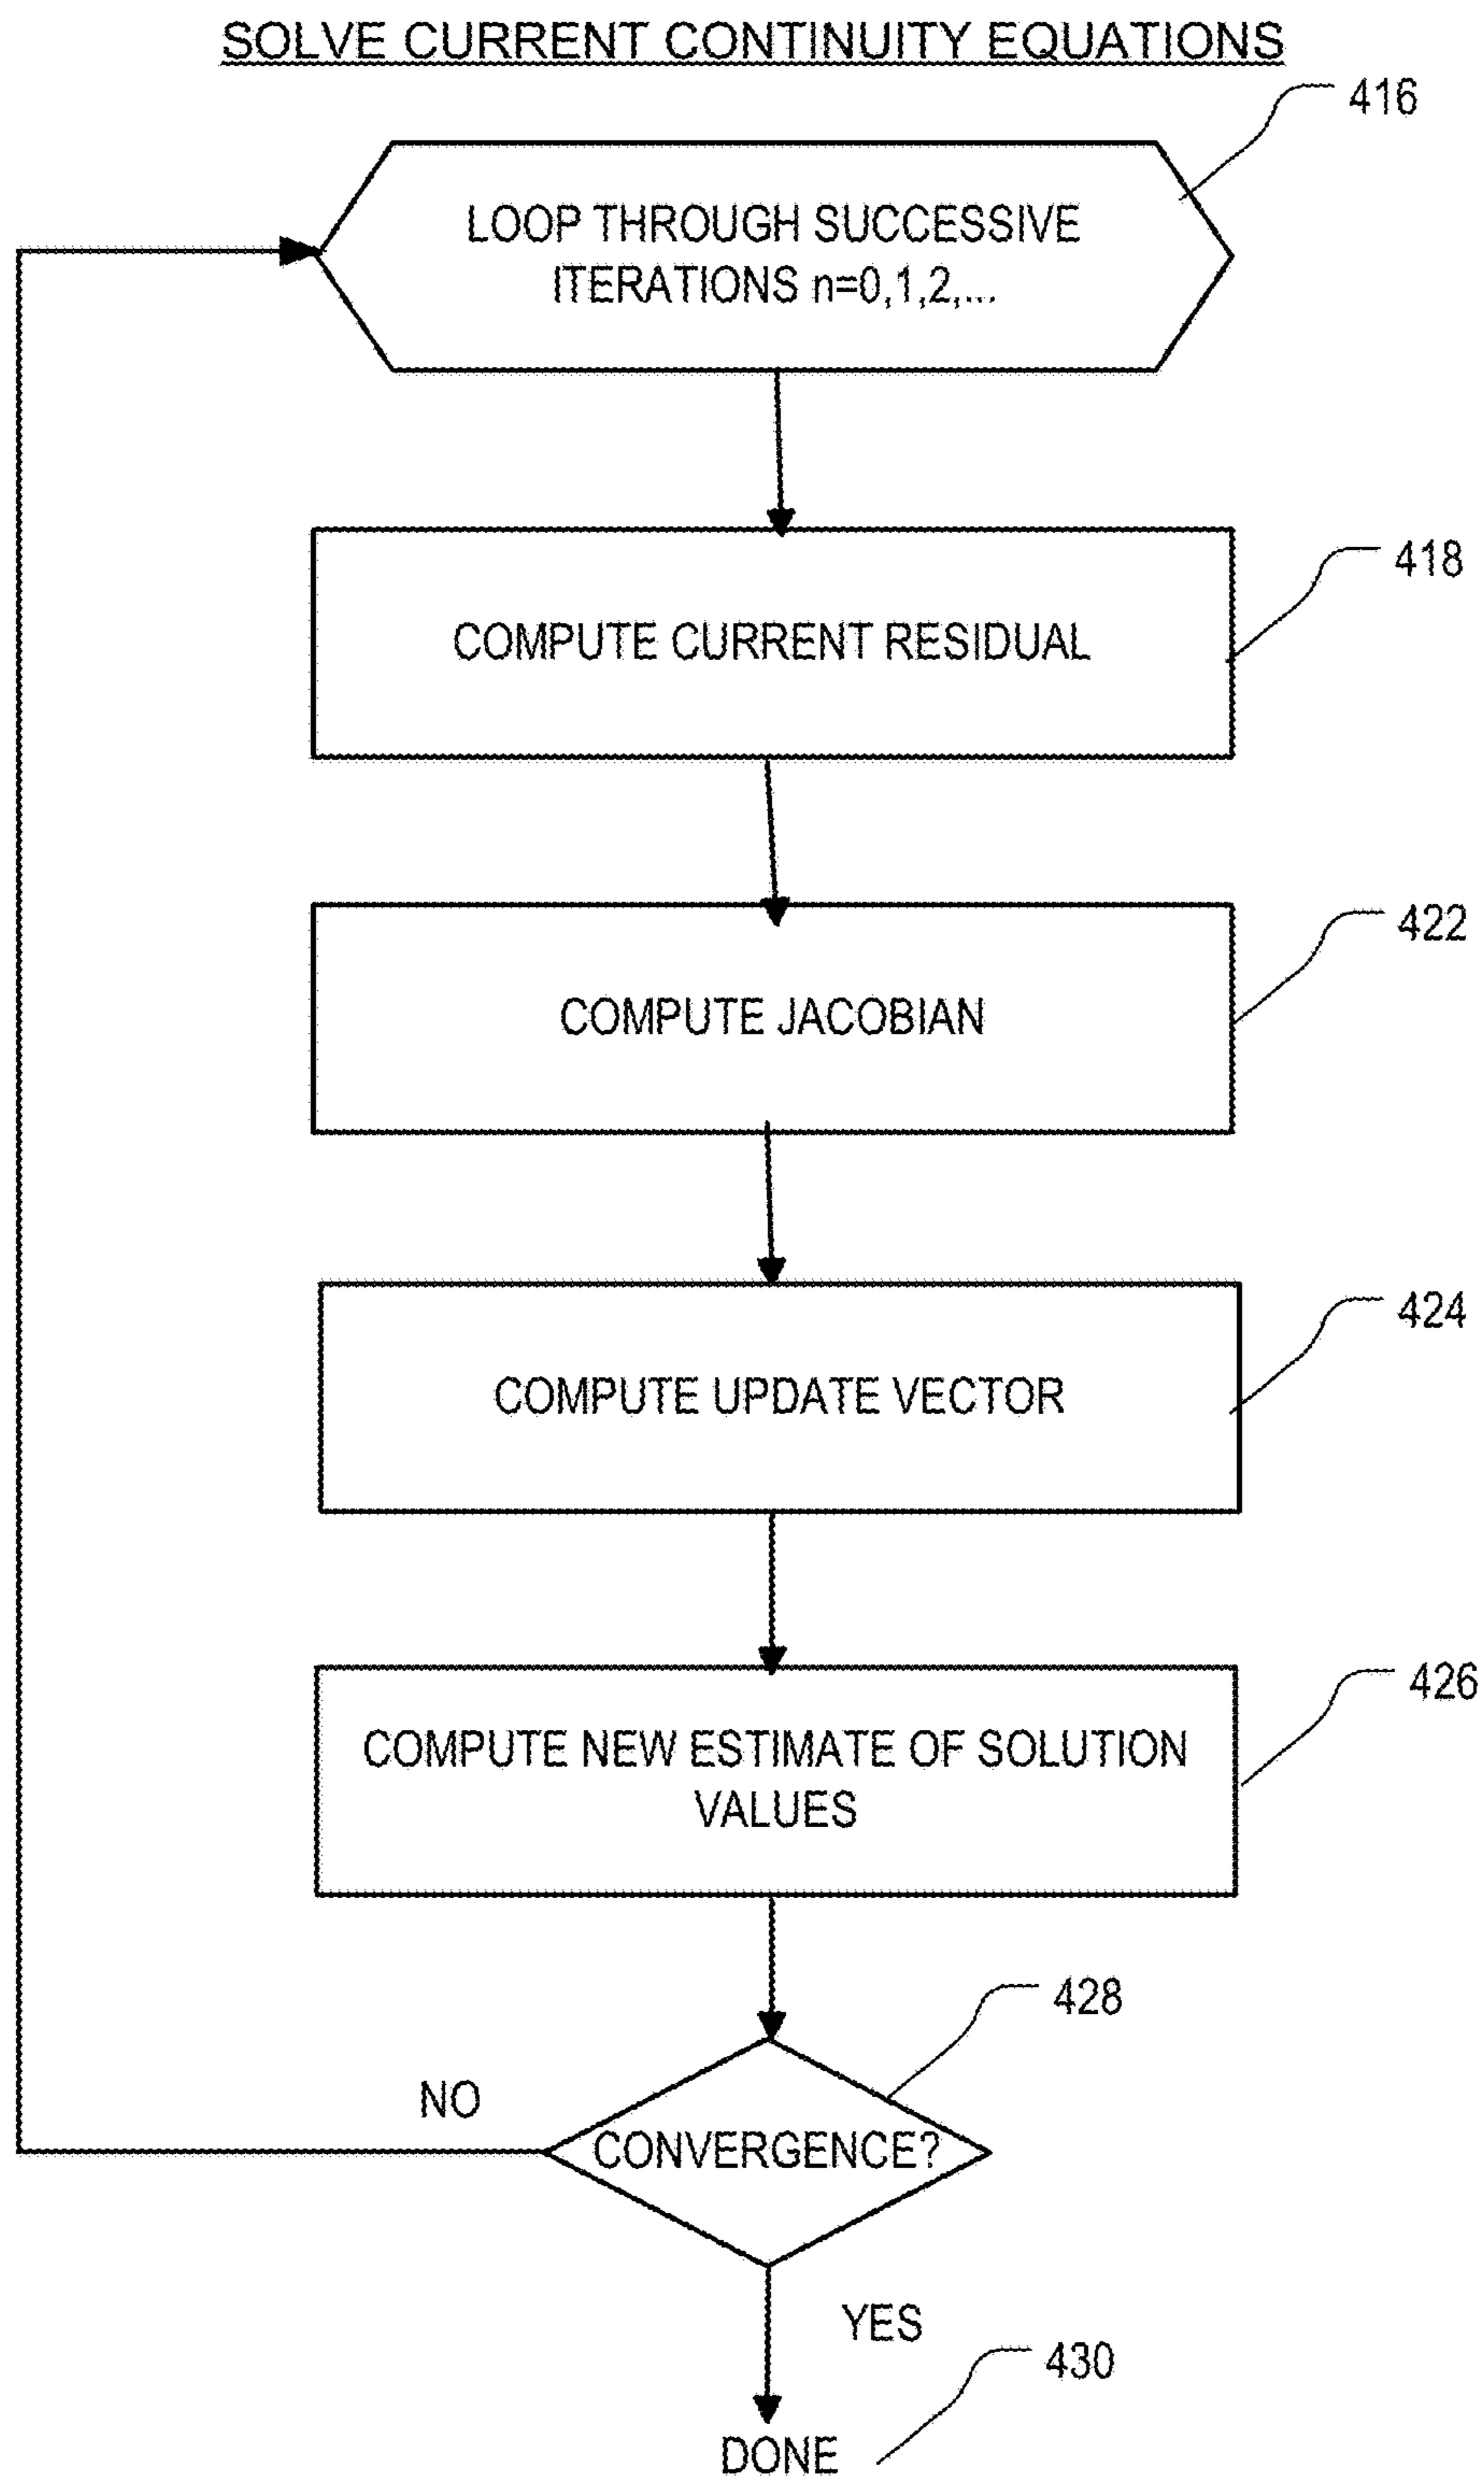 SOLVE CURRENT CONTINUITY EQUATIONS
416
LOOP THROUGH SUCCESSIVE
ITERATIONS n=0,1,2,...
418
COMPUTE CURRENT RESIDUAL
422
COMPUTE JACOBIAN
424
COMPUTE UPDATE VECTOR
426
COMPUTE NEW ESTIMATE OF SOLUTION
VALUES
428
NO
CONVERGENCE?
YES
430
DONE